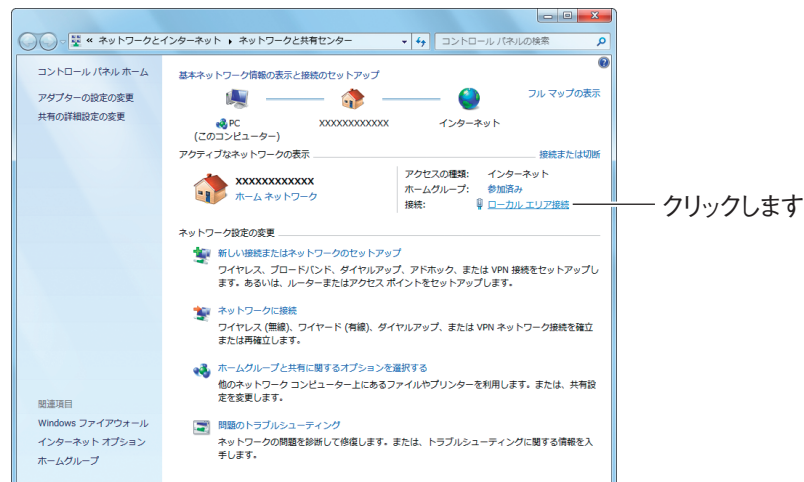 « ネットワークとインターネット ▸ ネットワークと共有センター
コントロール パネルの検索
コントロール パネル ホーム
アダプターの設定の変更
共有の詳細設定の変更
基本ネットワーク情報の表示と接続のセットアップ
フル マップの表示
PC
(このコンピューター)
XXXXXXXXXXXX
インターネット
アクティブなネットワークの表示
接続または切断
XXXXXXXXXXXX
ホーム ネットワーク
アクセスの種類: インターネット
ホームグループ: 参加済み
接続: ローカル エリア接続
クリックします
ネットワーク設定の変更
新しい接続またはネットワークのセットアップ
ワイヤレス、ブロードバンド、ダイヤルアップ、アドホック、または VPN 接続をセットアップし
ます。あるいは、ルーターまたはアクセス ポイントをセットアップします。
ネットワークに接続
ワイヤレス (無線)、ワイヤード (有線)、ダイヤルアップ、または VPN ネットワーク接続を確立
または再確立します。
ホームグループと共有に関するオプションを選択する
他のネットワーク コンピューター上にあるファイルやプリンターを利用します。または、共有設
定を変更します。
問題のトラブルシューティング
ネットワークの問題を診断して修復します。または、トラブルシューティングに関する情報を入
手します。
関連項目
Windows ファイアウォール
インターネット オプション
ホームグループ